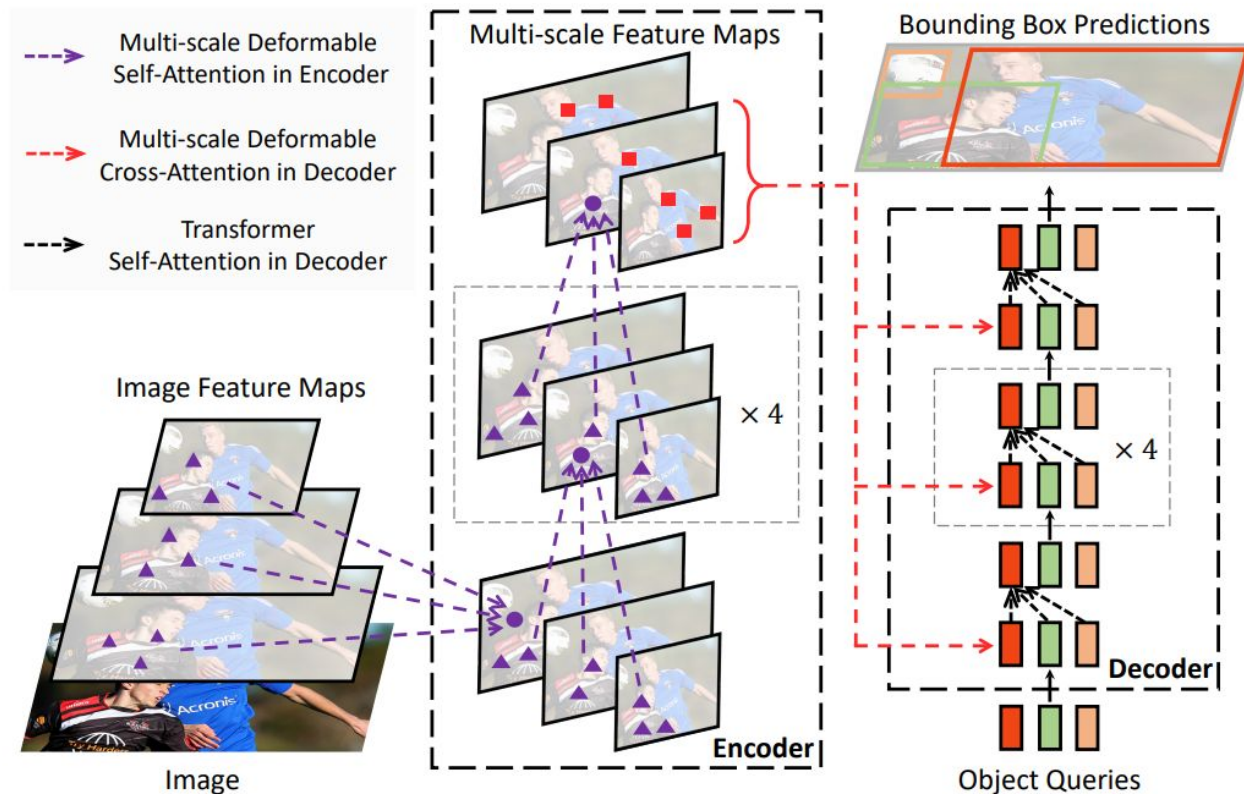 Multi-scale Deformable
Self-Attention in Encoder
Multi-scale Deformable
Cross-Attention in Decoder
Transformer
Self-Attention in Decoder
Multi-scale Feature Maps
× 4
Encoder
Image Feature Maps
Acronis
Acronis
Acronis
Image
Bounding Box Predictions
Acronis
× 4
Decoder
Object Queries